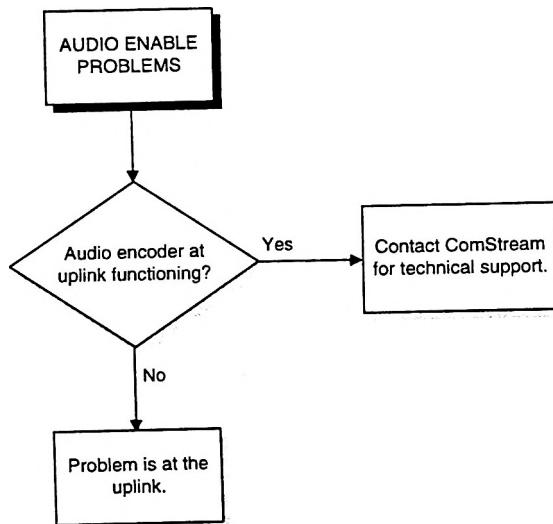 AUDIO ENABLE
PROBLEMS
Audio encoder at
uplink functioning?
Yes
Contact ComStream
for technical support.
No
Problem is at the
uplink.